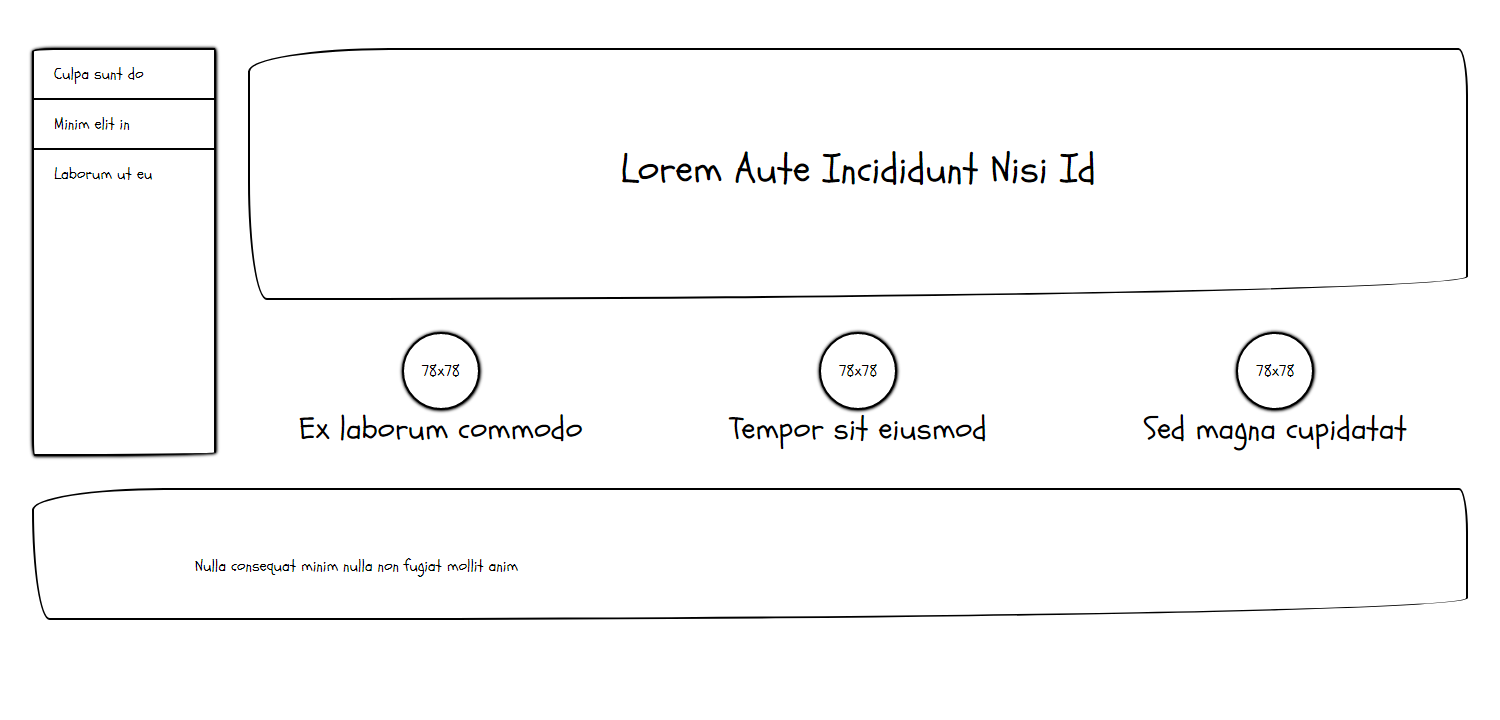 Culpa sunt do
Minim elit in
Laborum ut eu
Lorem Aute Incididunt Nisi Id
78x78
Ex laborum commodo
78x78
Tempor sit eiusmod
78x78
Sed magna cupidatat
Nulla consequat minim nulla non fugiat mollit anim